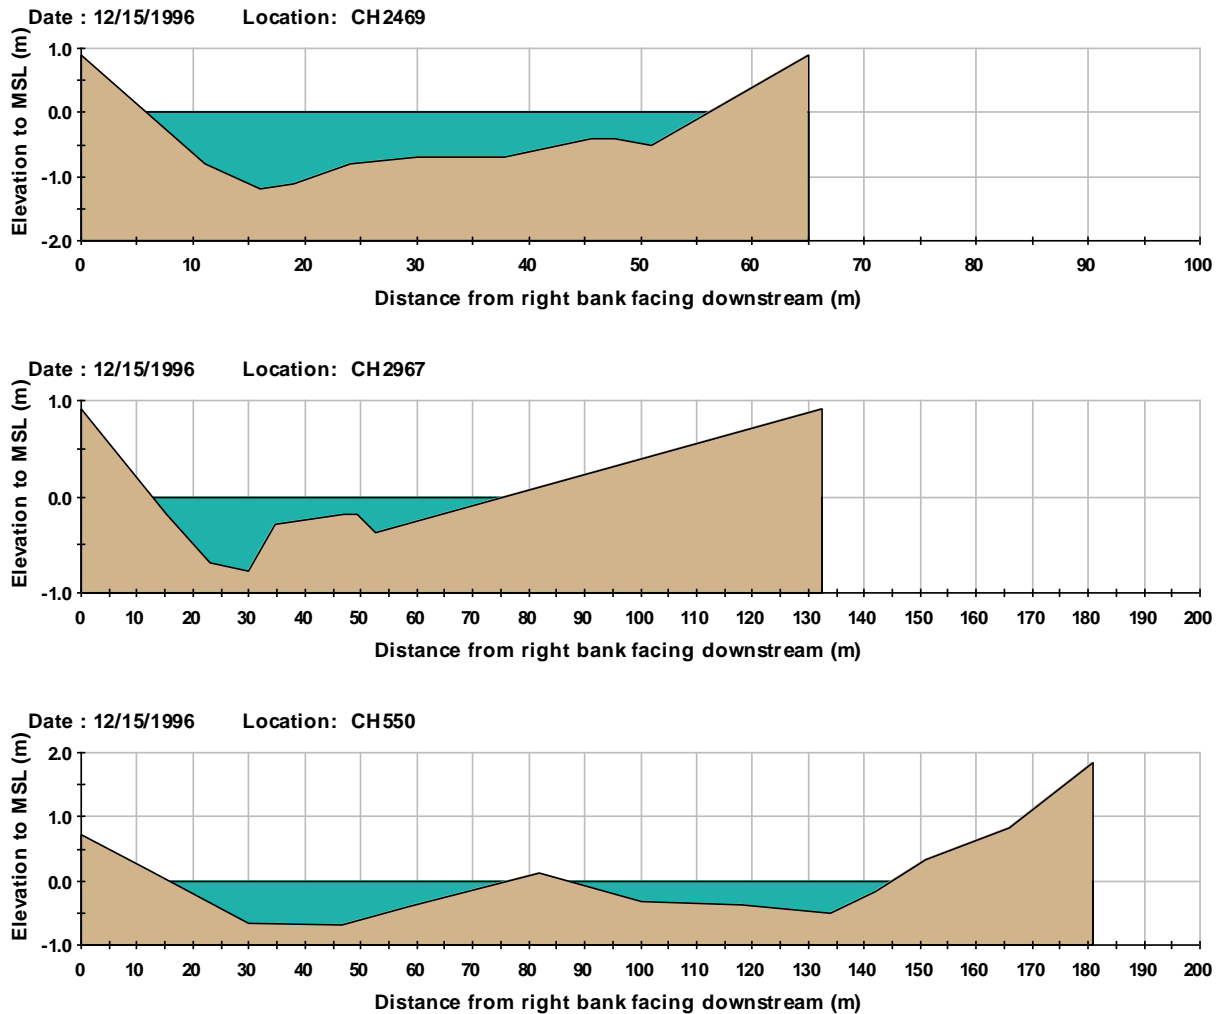 Date : 12/15/1996 Location: CH2469
Elevation to MSL (m)
1.0
0.0
-1.0
-2.0
0 10 20 30 40 50 60 70 80 90 100
Distance from right bank facing downstream (m)
Date : 12/15/1996 Location: CH2967
Elevation to MSL (m)
1.0
0.0
-1.0
0 10 20 30 40 50 60 70 80 90 100 110 120 130 140 150 160 170 180 190 200
Distance from right bank facing downstream (m)
Date : 12/15/1996 Location: CH550
Elevation to MSL (m)
2.0
1.0
0.0
-1.0
0 10 20 30 40 50 60 70 80 90 100 110 120 130 140 150 160 170 180 190 200
Distance from right bank facing downstream (m)